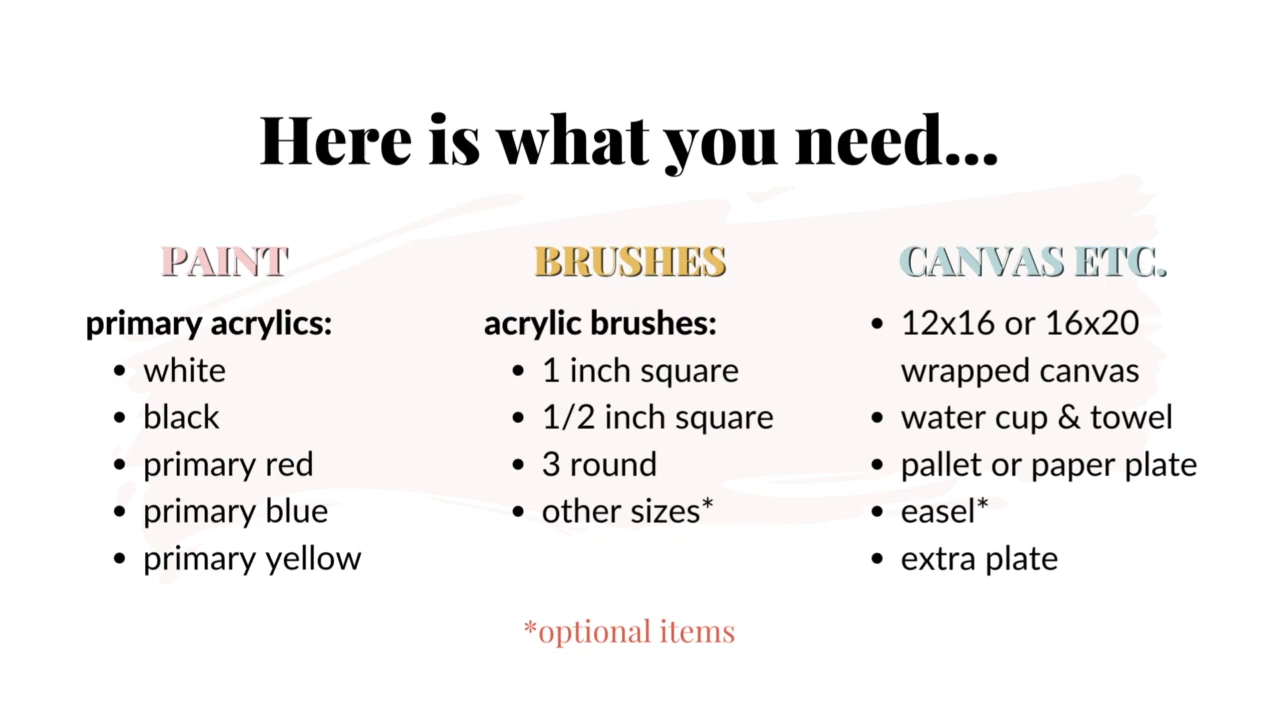 Here is what you need...
PAINT
primary acrylics:
• white
• black
• primary red
• primary blue
• primary yellow
BRUSHES
acrylic brushes:
• 1 inch square
• 1/2 inch square
• 3 round
• other sizes*
CANVAS ETC.
• 12x16 or 16x20
wrapped canvas
• water cup & towel
• pallet or paper plate
• easel*
• extra plate
*optional items